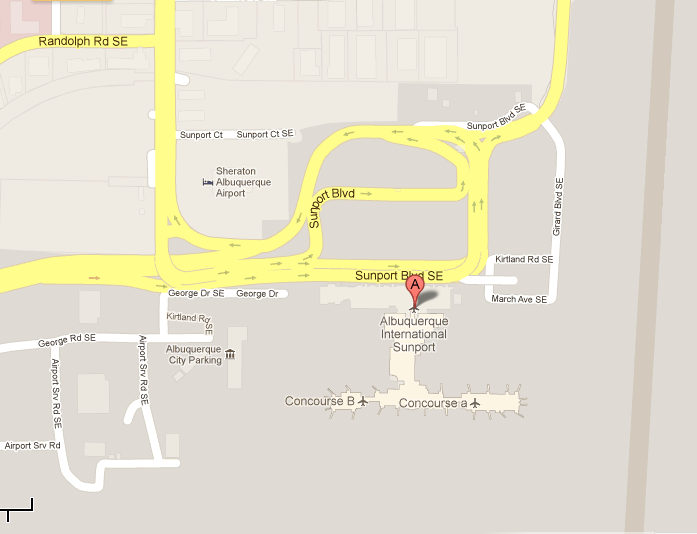 Randolph Rd SE
Sunport Blvd SE
Sunport Ct
Sunport Ct SE
Sheraton
Albuquerque
Airport
Sunport Blvd
Sunport Blvd
Girard Blvd SE
Kirtland Rd SE
Sunport Blvd SE
A
George Dr SE
George Dr
March Ave SE
Kirtland Rd
SE
Albuquerque
International
Sunport
George Rd SE
Airport Srv Rd SE
Albuquerque
City Parking
Airport Srv Rd SE
Concourse B
Concourse a
Airport Srv Rd